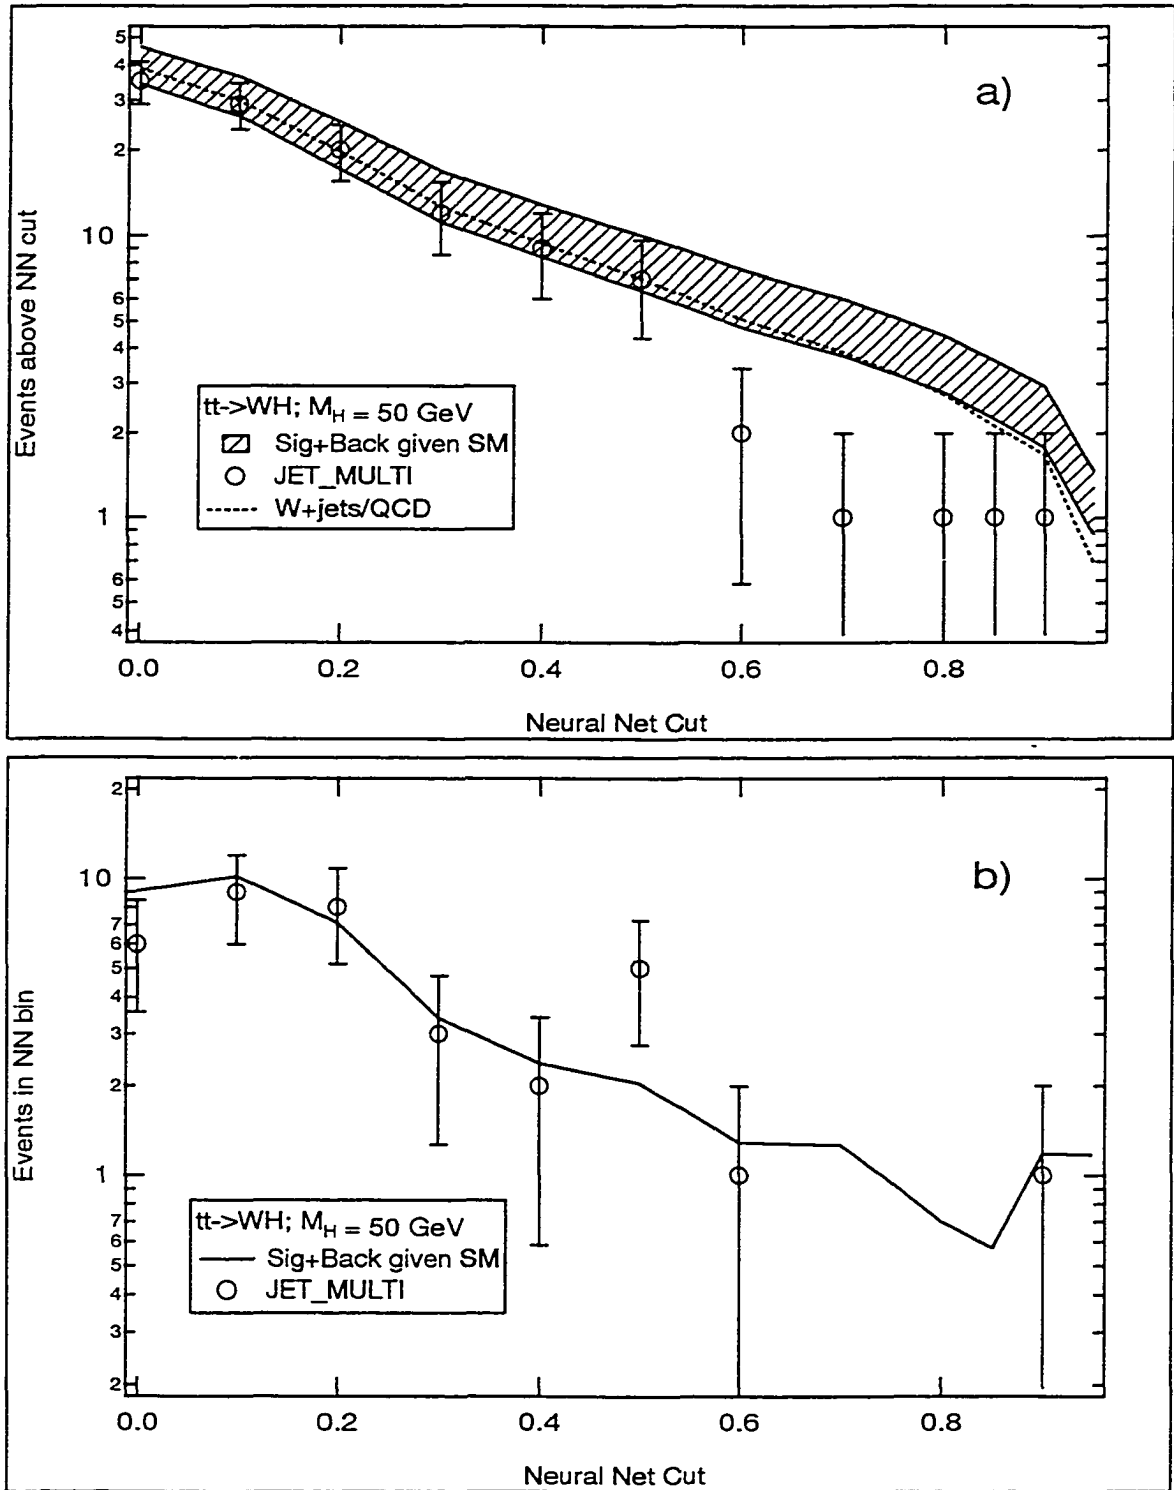 5
4
3
2
10
9
8
7
6
5
4
3
2
1
6
5
4
a)
Events above NN cut
tt->WH; M_H = 50 GeV
Sig+Back given SM
JET_MULTI
W+jets/QCD
0.0 0.2 0.4 0.6 0.8
Neural Net Cut
2
10
7
6
5
4
3
2
1
7
6
5
4
3
2
b)
Events in NN bin
tt->WH; M_H = 50 GeV
Sig+Back given SM
JET_MULTI
0.0 0.2 0.4 0.6 0.8
Neural Net Cut